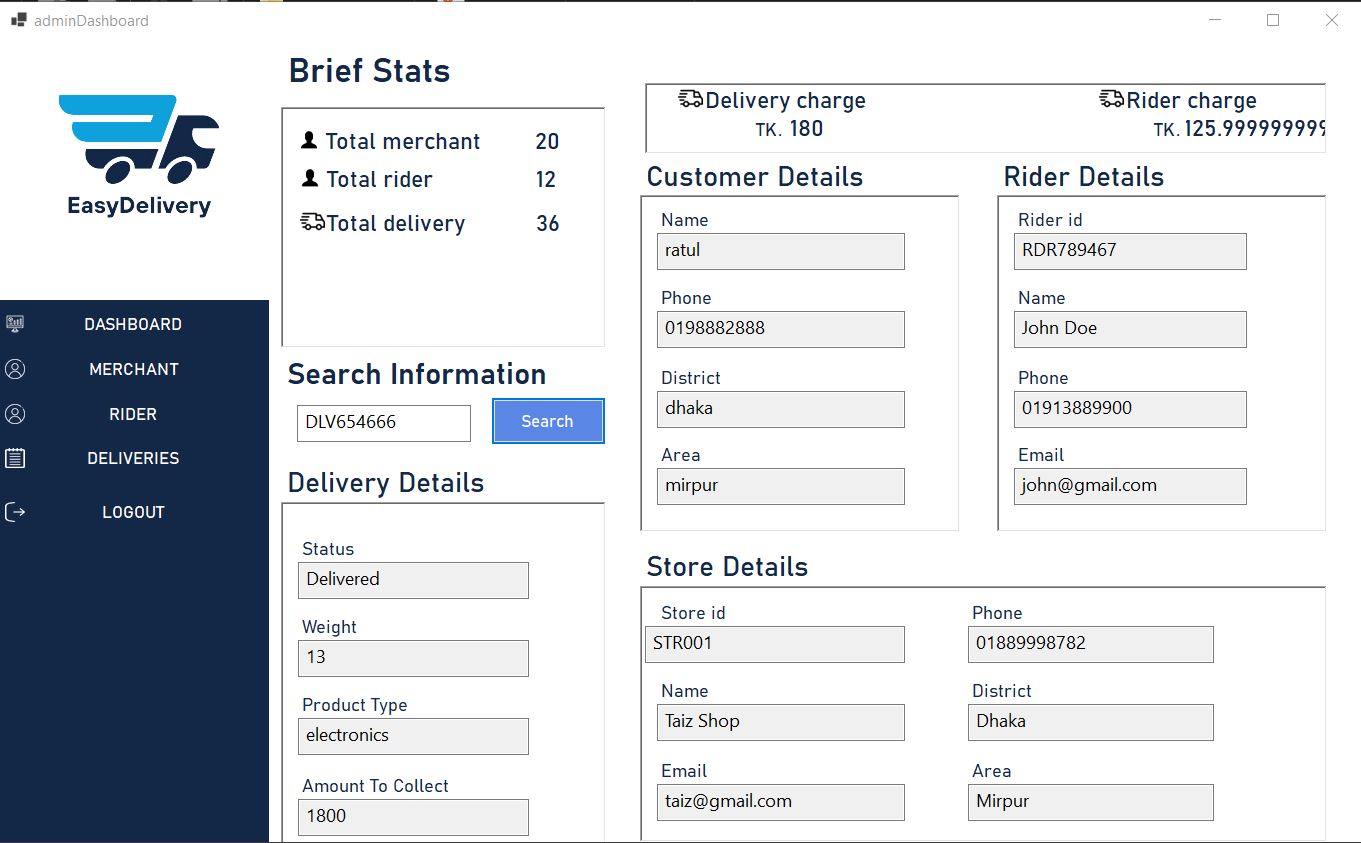 adminDashboard
EasyDelivery
DASHBOARD
MERCHANT
RIDER
DELIVERIES
LOGOUT
Brief Stats
Total merchant 20
Total rider 12
Total delivery 36
Search Information
DLV654666 Search
Delivery Details
Status
Delivered
Weight
13
Product Type
electronics
Amount To Collect
1800
Delivery charge
TK. 180
Rider charge
TK. 125.999999999
Customer Details
Name
ratul
Phone
0198882888
District
dhaka
Area
mirpur
Rider Details
Rider id
RDR789467
Name
John Doe
Phone
01913889900
Email
john@gmail.com
Store Details
Store id
STR001
Name
Taiz Shop
Email
taiz@gmail.com
Phone
01889998782
District
Dhaka
Area
Mirpur